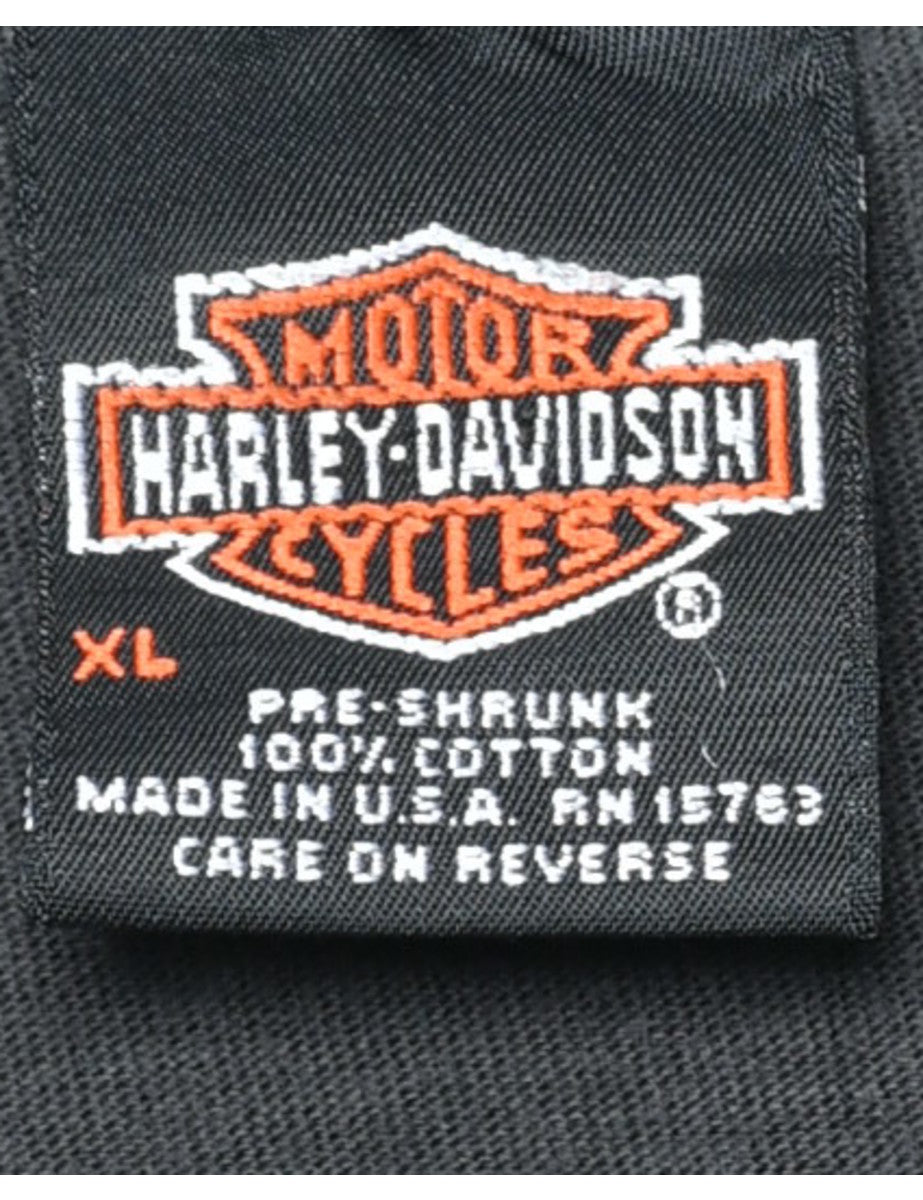 MOTOR
HARLEY-DAVIDSON
CYCLES
®
XL
PRE-SHRUNK
100% COTTON
MADE IN U.S.A. RN 15763
CARE ON REVERSE